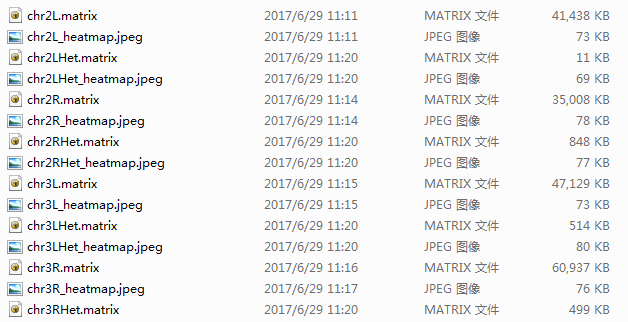 chr2L.matrix 2017/6/29 11:11 MATRIX 文件 41,438 KB
chr2L_heatmap.jpeg 2017/6/29 11:11 JPEG 图像 73 KB
chr2LHet.matrix 2017/6/29 11:20 MATRIX 文件 11 KB
chr2LHet_heatmap.jpeg 2017/6/29 11:20 JPEG 图像 69 KB
chr2R.matrix 2017/6/29 11:14 MATRIX 文件 35,008 KB
chr2R_heatmap.jpeg 2017/6/29 11:14 JPEG 图像 78 KB
chr2RHet.matrix 2017/6/29 11:20 MATRIX 文件 848 KB
chr2RHet_heatmap.jpeg 2017/6/29 11:20 JPEG 图像 77 KB
chr3L.matrix 2017/6/29 11:15 MATRIX 文件 47,129 KB
chr3L_heatmap.jpeg 2017/6/29 11:15 JPEG 图像 73 KB
chr3LHet.matrix 2017/6/29 11:20 MATRIX 文件 514 KB
chr3LHet_heatmap.jpeg 2017/6/29 11:20 JPEG 图像 80 KB
chr3R.matrix 2017/6/29 11:16 MATRIX 文件 60,937 KB
chr3R_heatmap.jpeg 2017/6/29 11:17 JPEG 图像 76 KB
chr3RHet.matrix 2017/6/29 11:20 MATRIX 文件 499 KB